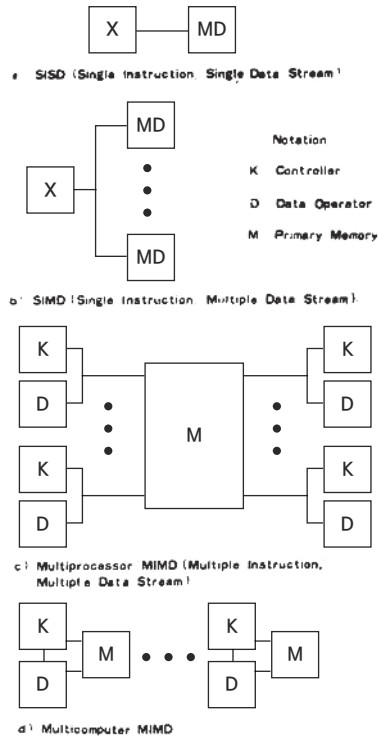 X MD
a SISD (Single Instruction, Single Data Stream)
MD
Notation
X
K Controller
D Data Operator
MD
M Primary Memory
b) SIMD (Single Instruction Multiple Data Stream)
K K
D D
M
K K
D D
c) Multiprocessor MIMD (Multiple Instruction,
Multiple Data Stream)
K K
M M
D D
d) Multicomputer MIMD